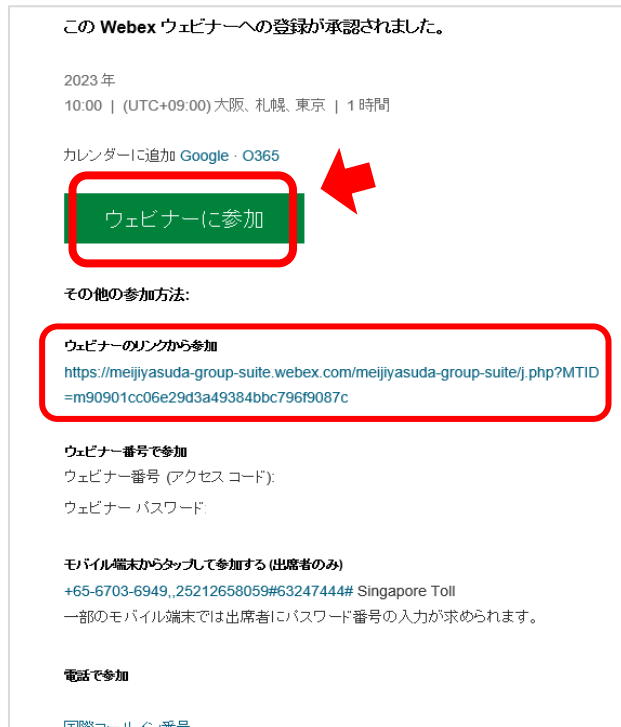 この Webex ウェビナーへの登録が承認されました。
2023 年
10:00 | (UTC+09:00) 大阪、札幌、東京 | 1 時間
カレンダーに追加 Google · O365
ウェビナーに参加
その他の参加方法:
ウェビナーのリンクから参加
https://meijiyasuda-group-suite.webex.com/meijiyasuda-group-suite/j.php?MTID
=m90901cc06e29d3a49384bbc796f9087c
ウェビナー番号で参加
ウェビナー番号 (アクセス コード):
ウェビナー パスワード:
モバイル端末からタップして参加する (出席者のみ)
+65-6703-6949,,25212658059#63247444# Singapore Toll
一部のモバイル端末では出席者にパスワード番号の入力が求められます。
電話で参加
国際コールイン番号